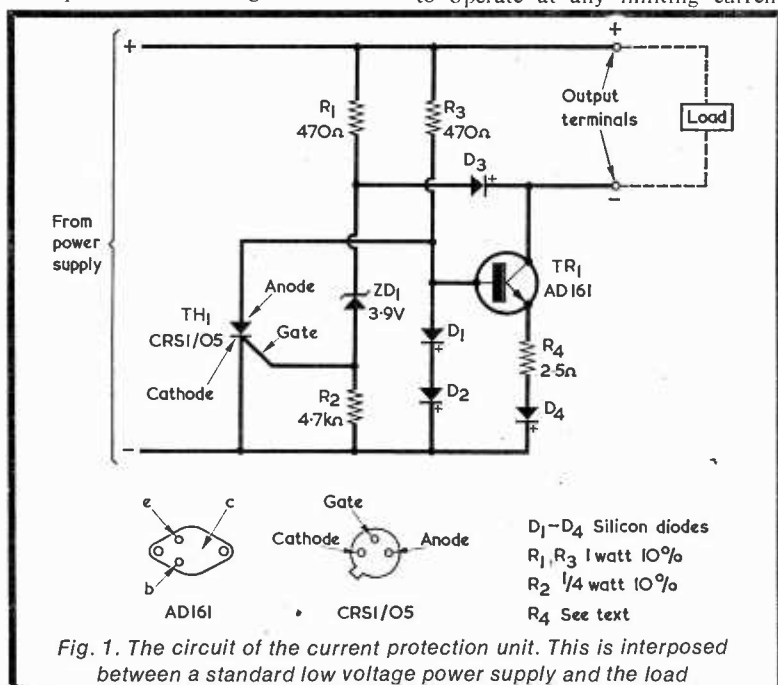 to operate at any limiting current
+
+
R1
470Ω
R3
470Ω
Output
terminals
Load
D3
+
-
From
power
supply
Anode
TH1
CRS1/05
Gate
Cathode
ZD1
3·9V
TR1
AD161
D1
+
R4
2·5Ω
R2
4·7kΩ
D2
+
D4
+
-
e
c
b
AD161
Gate
Cathode
Anode
CRS1/05
D1-D4 Silicon diodes
R1,R3 1 watt 10%
R2 1/4 watt 10%
R4 See text
Fig. 1. The circuit of the current protection unit. This is interposed
between a standard low voltage power supply and the load